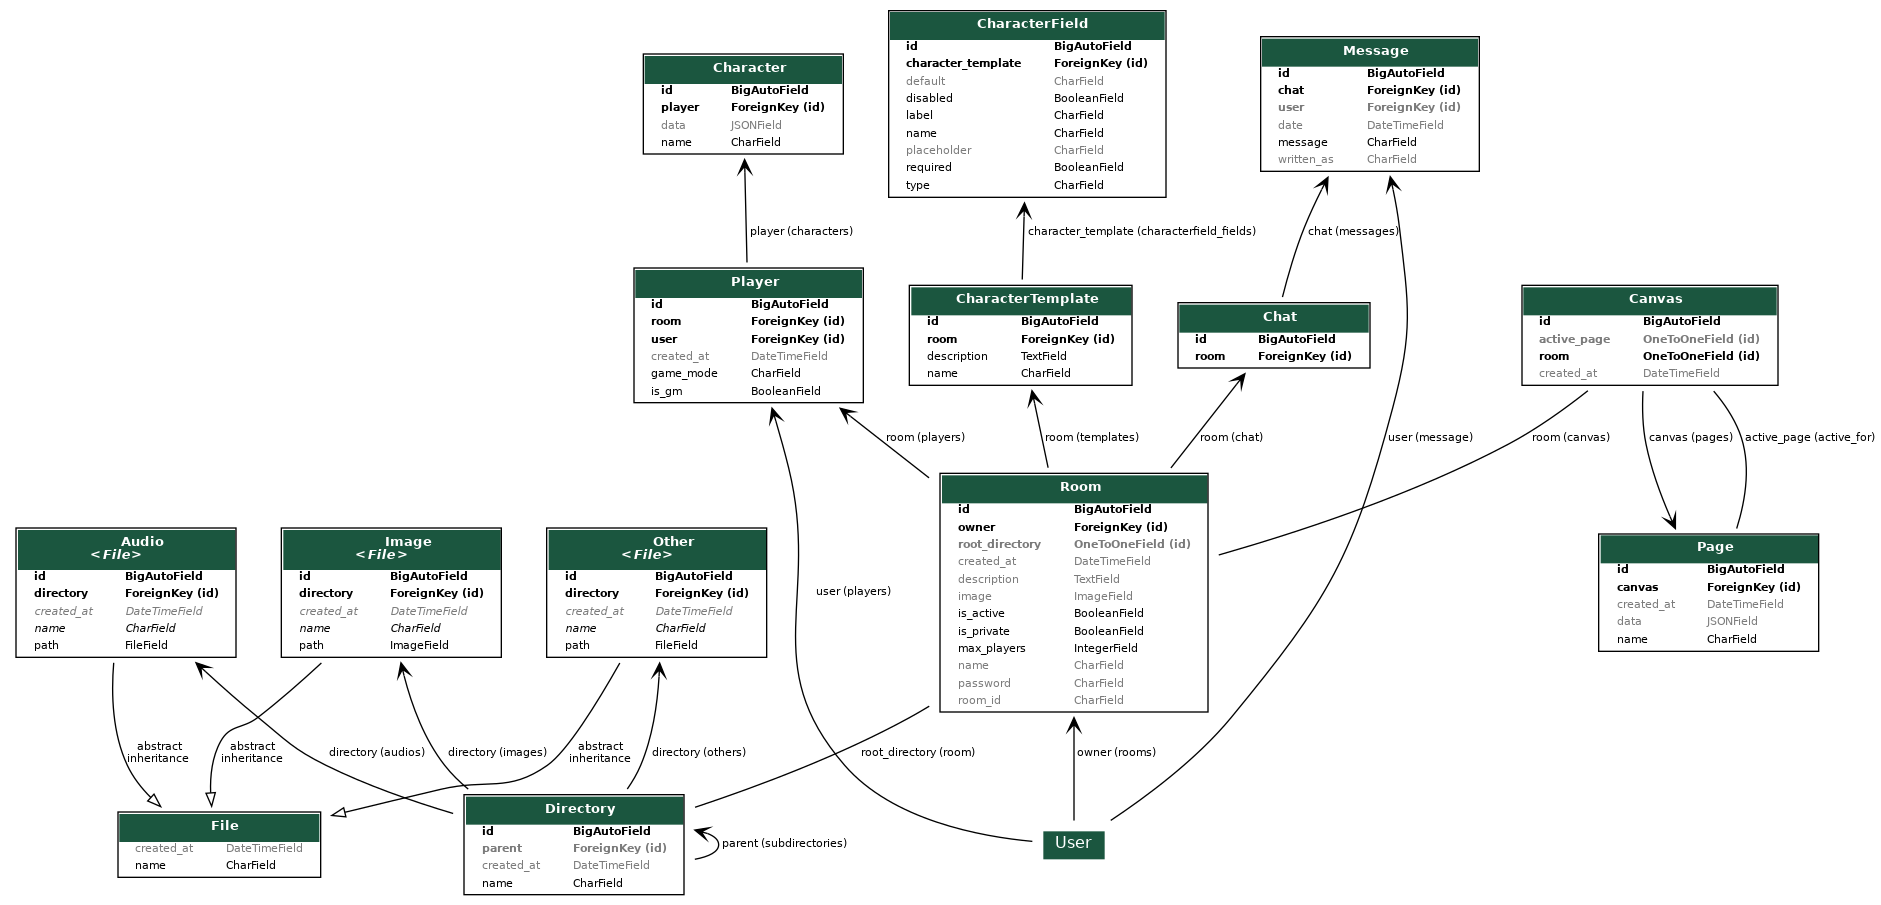 CharacterField
id BigAutoField
character_template ForeignKey (id)
default CharField
disabled BooleanField
label CharField
name CharField
placeholder CharField
required BooleanField
type CharField
Message
id BigAutoField
chat ForeignKey (id)
user ForeignKey (id)
date DateTimeField
message CharField
written_as CharField
Character
id BigAutoField
player ForeignKey (id)
data JSONField
name CharField
player (characters)
character_template (characterfield_fields)
chat (messages)
Player
id BigAutoField
room ForeignKey (id)
user ForeignKey (id)
created_at DateTimeField
game_mode CharField
is_gm BooleanField
CharacterTemplate
id BigAutoField
room ForeignKey (id)
description TextField
name CharField
Chat
id BigAutoField
room ForeignKey (id)
Canvas
id BigAutoField
active_page OneToOneField (id)
room OneToOneField (id)
created_at DateTimeField
room (players)
room (templates)
room (chat)
user (message)
room (canvas)
canvas (pages)
active_page (active_for)
Room
id BigAutoField
owner ForeignKey (id)
root_directory OneToOneField (id)
created_at DateTimeField
description TextField
image ImageField
is_active BooleanField
is_private BooleanField
max_players IntegerField
name CharField
password CharField
room_id CharField
Audio
<File>
id BigAutoField
directory ForeignKey (id)
created_at DateTimeField
name CharField
path FileField
Image
<File>
id BigAutoField
directory ForeignKey (id)
created_at DateTimeField
name CharField
path ImageField
Other
<File>
id BigAutoField
directory ForeignKey (id)
created_at DateTimeField
name CharField
path FileField
Page
id BigAutoField
canvas ForeignKey (id)
created_at DateTimeField
data JSONField
name CharField
user (players)
abstract
inheritance
abstract
inheritance
directory (audios)
directory (images)
abstract
inheritance
directory (others)
root_directory (room)
owner (rooms)
File
created_at DateTimeField
name CharField
Directory
id BigAutoField
parent ForeignKey (id)
created_at DateTimeField
name CharField
parent (subdirectories)
User